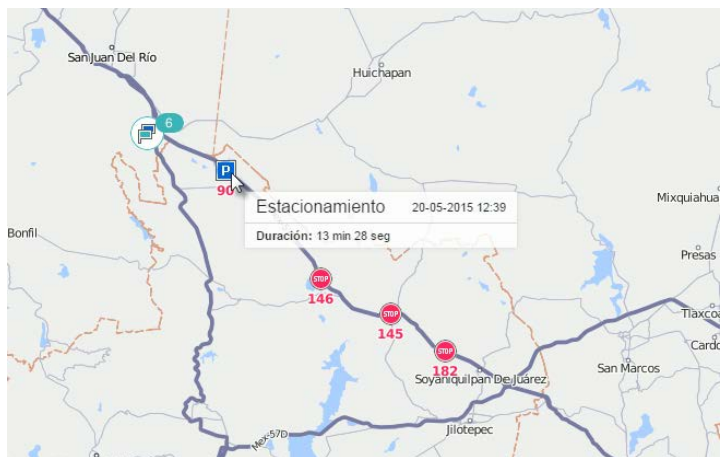 San Juan Del Río
Huichapan
6
P
90
Estacionamiento 20-05-2015 12:39
Duración: 13 min 28 seg
Mixquiahua
Bonfil
Presas
STOP
146
STOP
145
Tlaxcoa
STOP
182
Cardo
Soyaniquilpan De Juárez
San Marcos
Mex-57D
Jilotepec